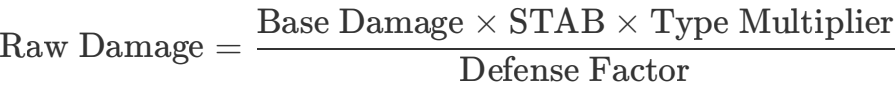 Raw Damage = Base Damage × STAB × Type Multiplier / Defense Factor